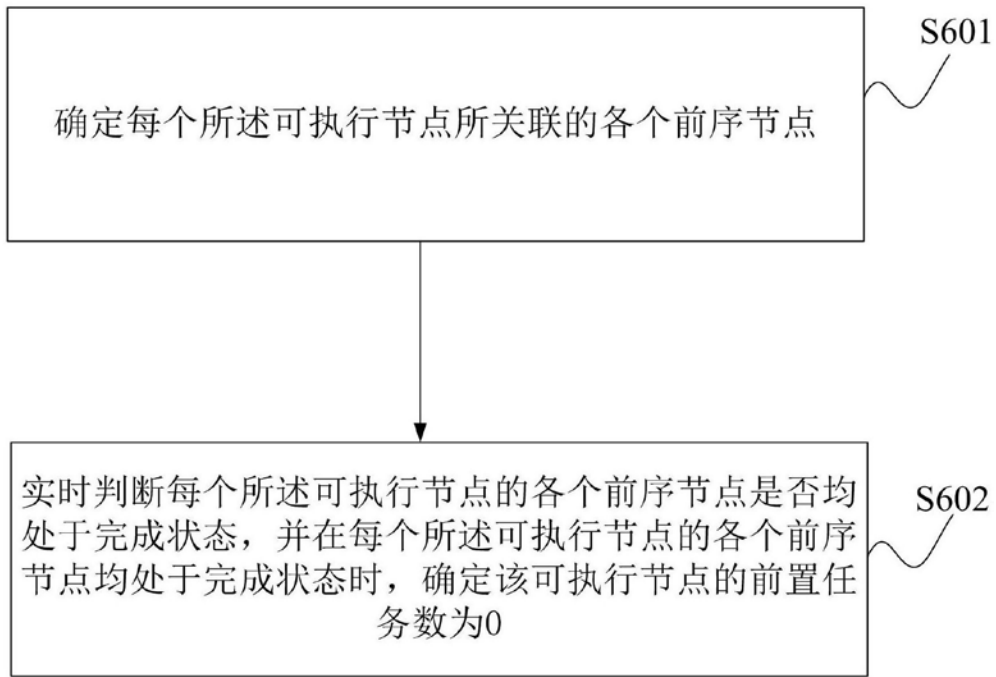 S601
确定每个所述可执行节点所关联的各个前序节点
实时判断每个所述可执行节点的各个前序节点是否均
处于完成状态，并在每个所述可执行节点的各个前序
节点均处于完成状态时，确定该可执行节点的前置任
务数为0
S602